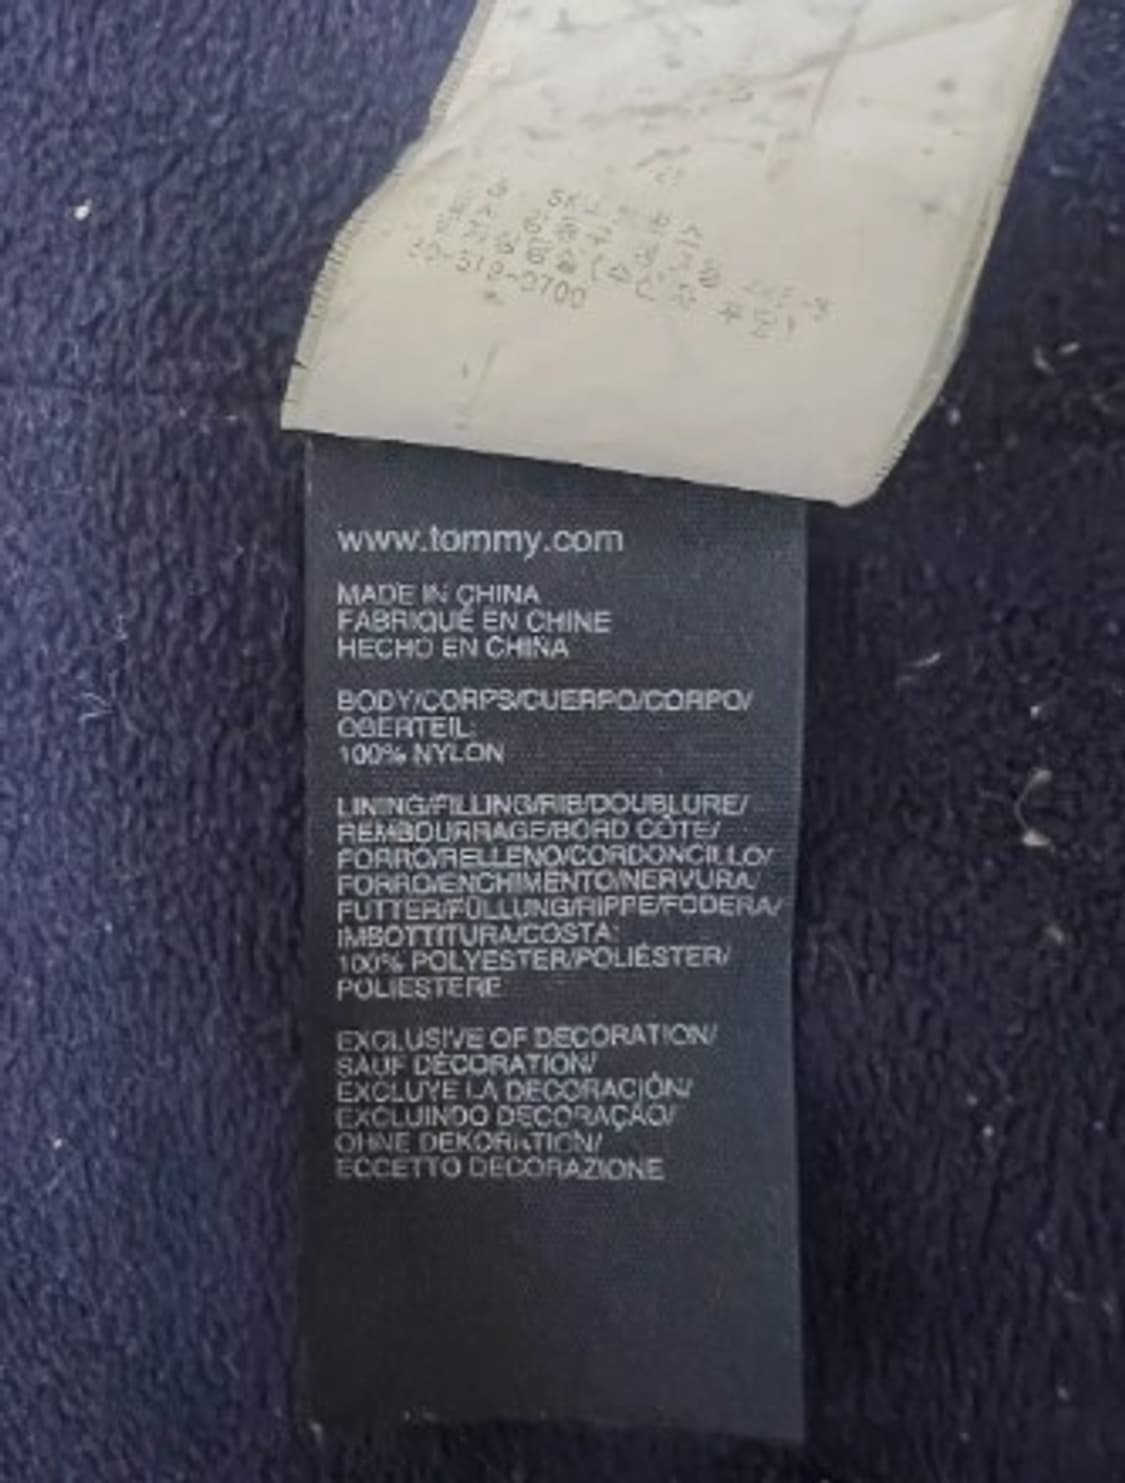 www.tommy.com
MADE IN CHINA
FABRIQUÉ EN CHINE
HECHO EN CHINA
BODY/CORPS/CUERPO/CORPO/
OBERTEIL:
100% NYLON
LINING/FILLING/RIB/DOUBLURE/
REMBOURRAGE/BORD CÔTE/
FORRO/RELLENO/CORDONCILLO/
FORRO/ENCHIMENTO/NERVURA/
FUTTER/FÜLLUNG/RIPPE/FODERA/
IMBOTTITURA/COSTA:
100% POLYESTER/POLIÉSTER/
POLIESTERE
EXCLUSIVE OF DECORATION/
SAUF DÉCORATION/
EXCLUYE LA DECORACIÓN/
EXCLUINDO DECORAÇÃO/
OHNE DEKORATION/
ECCETTO DECORAZIONE